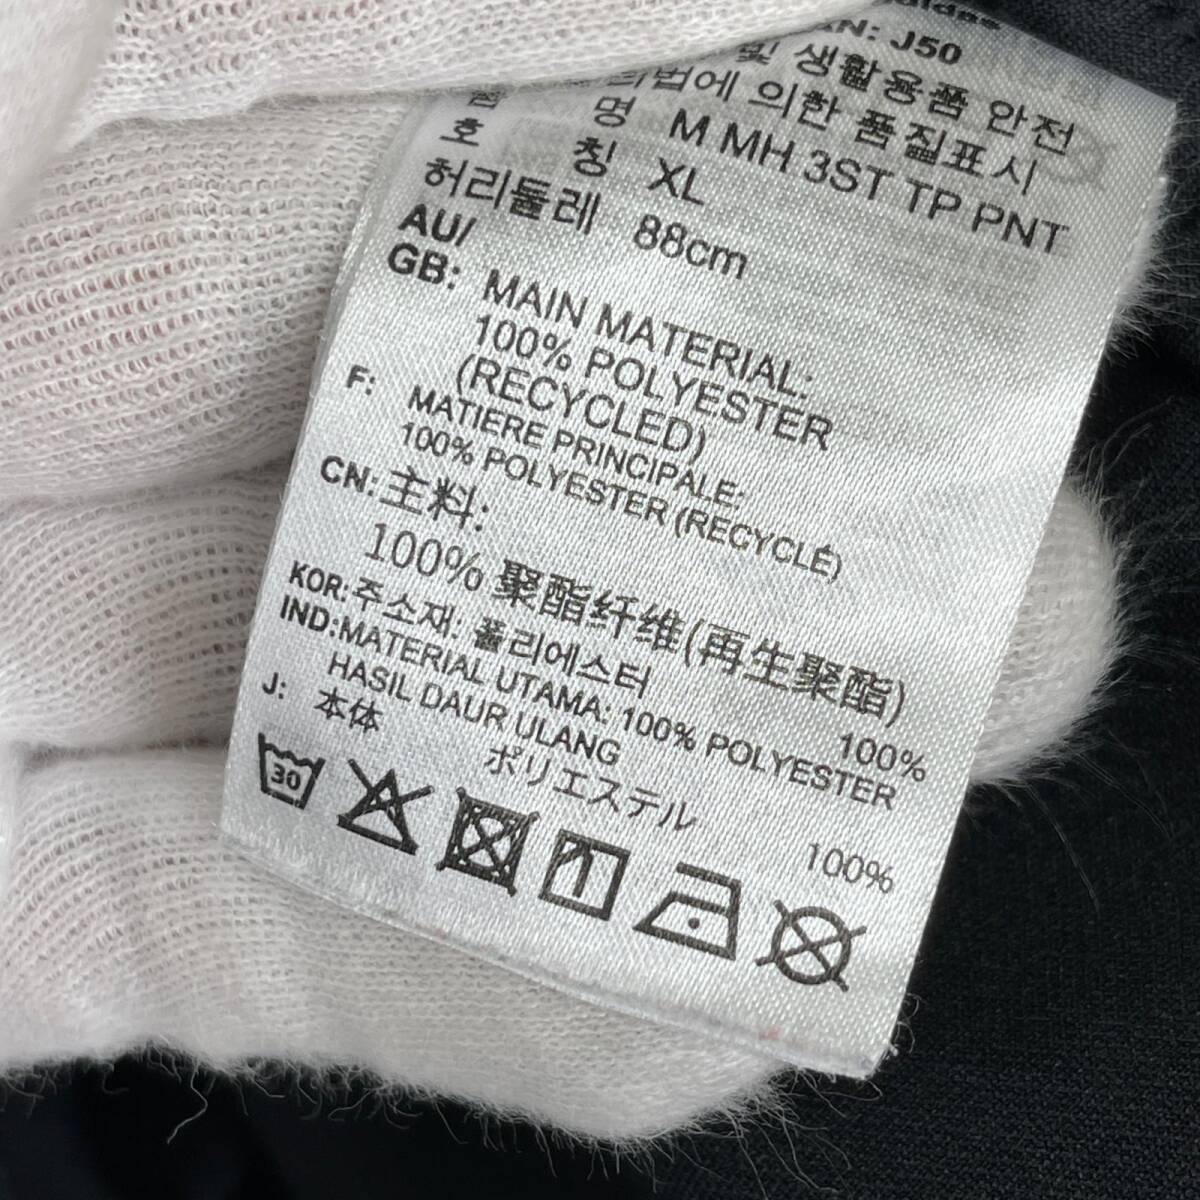 adidas
J50
및 생활용품 안전
법에 의한 품질표시
명 M MH 3ST TP PNT
호 칭 XL
허리둘레 88cm
AU/
GB: MAIN MATERIAL:
100% POLYESTER
(RECYCLED)
F: MATIERE PRINCIPALE:
100% POLYESTER (RECYCLÉ)
CN:主料:
100% 聚酯纤维(再生聚酯)
KOR:주소재: 폴리에스터 100%
IND:MATERIAL UTAMA: 100% POLYESTER
HASIL DAUR ULANG
J: 本体
ポリエステル 100%
30